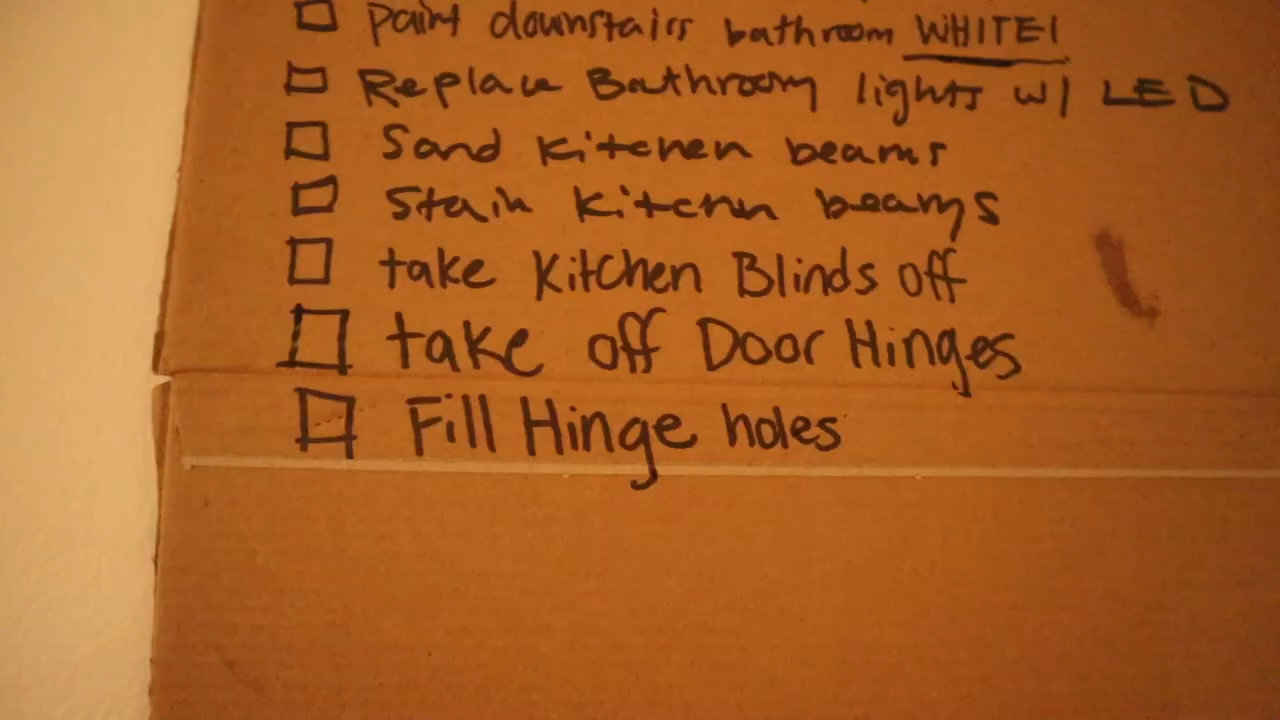 paint downstairs bathroom WHITE!
Replace Bathroom lights w/ LED
Sand kitchen beams
Stain kitchen beams
take Kitchen Blinds off
take off Door Hinges
Fill Hinge holes